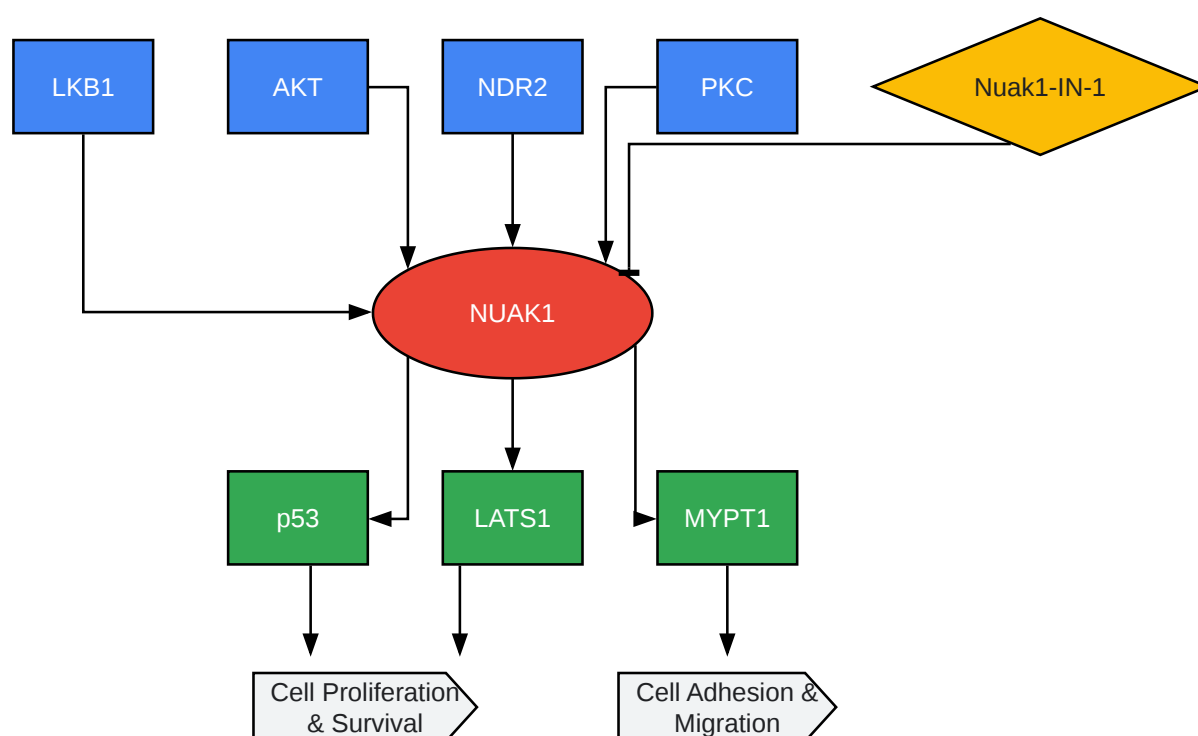 LKB1
AKT
NDR2
PKC
Nuak1-IN-1
NUAK1
p53
LATS1
MYPT1
Cell Proliferation
& Survival
Cell Adhesion &
Migration